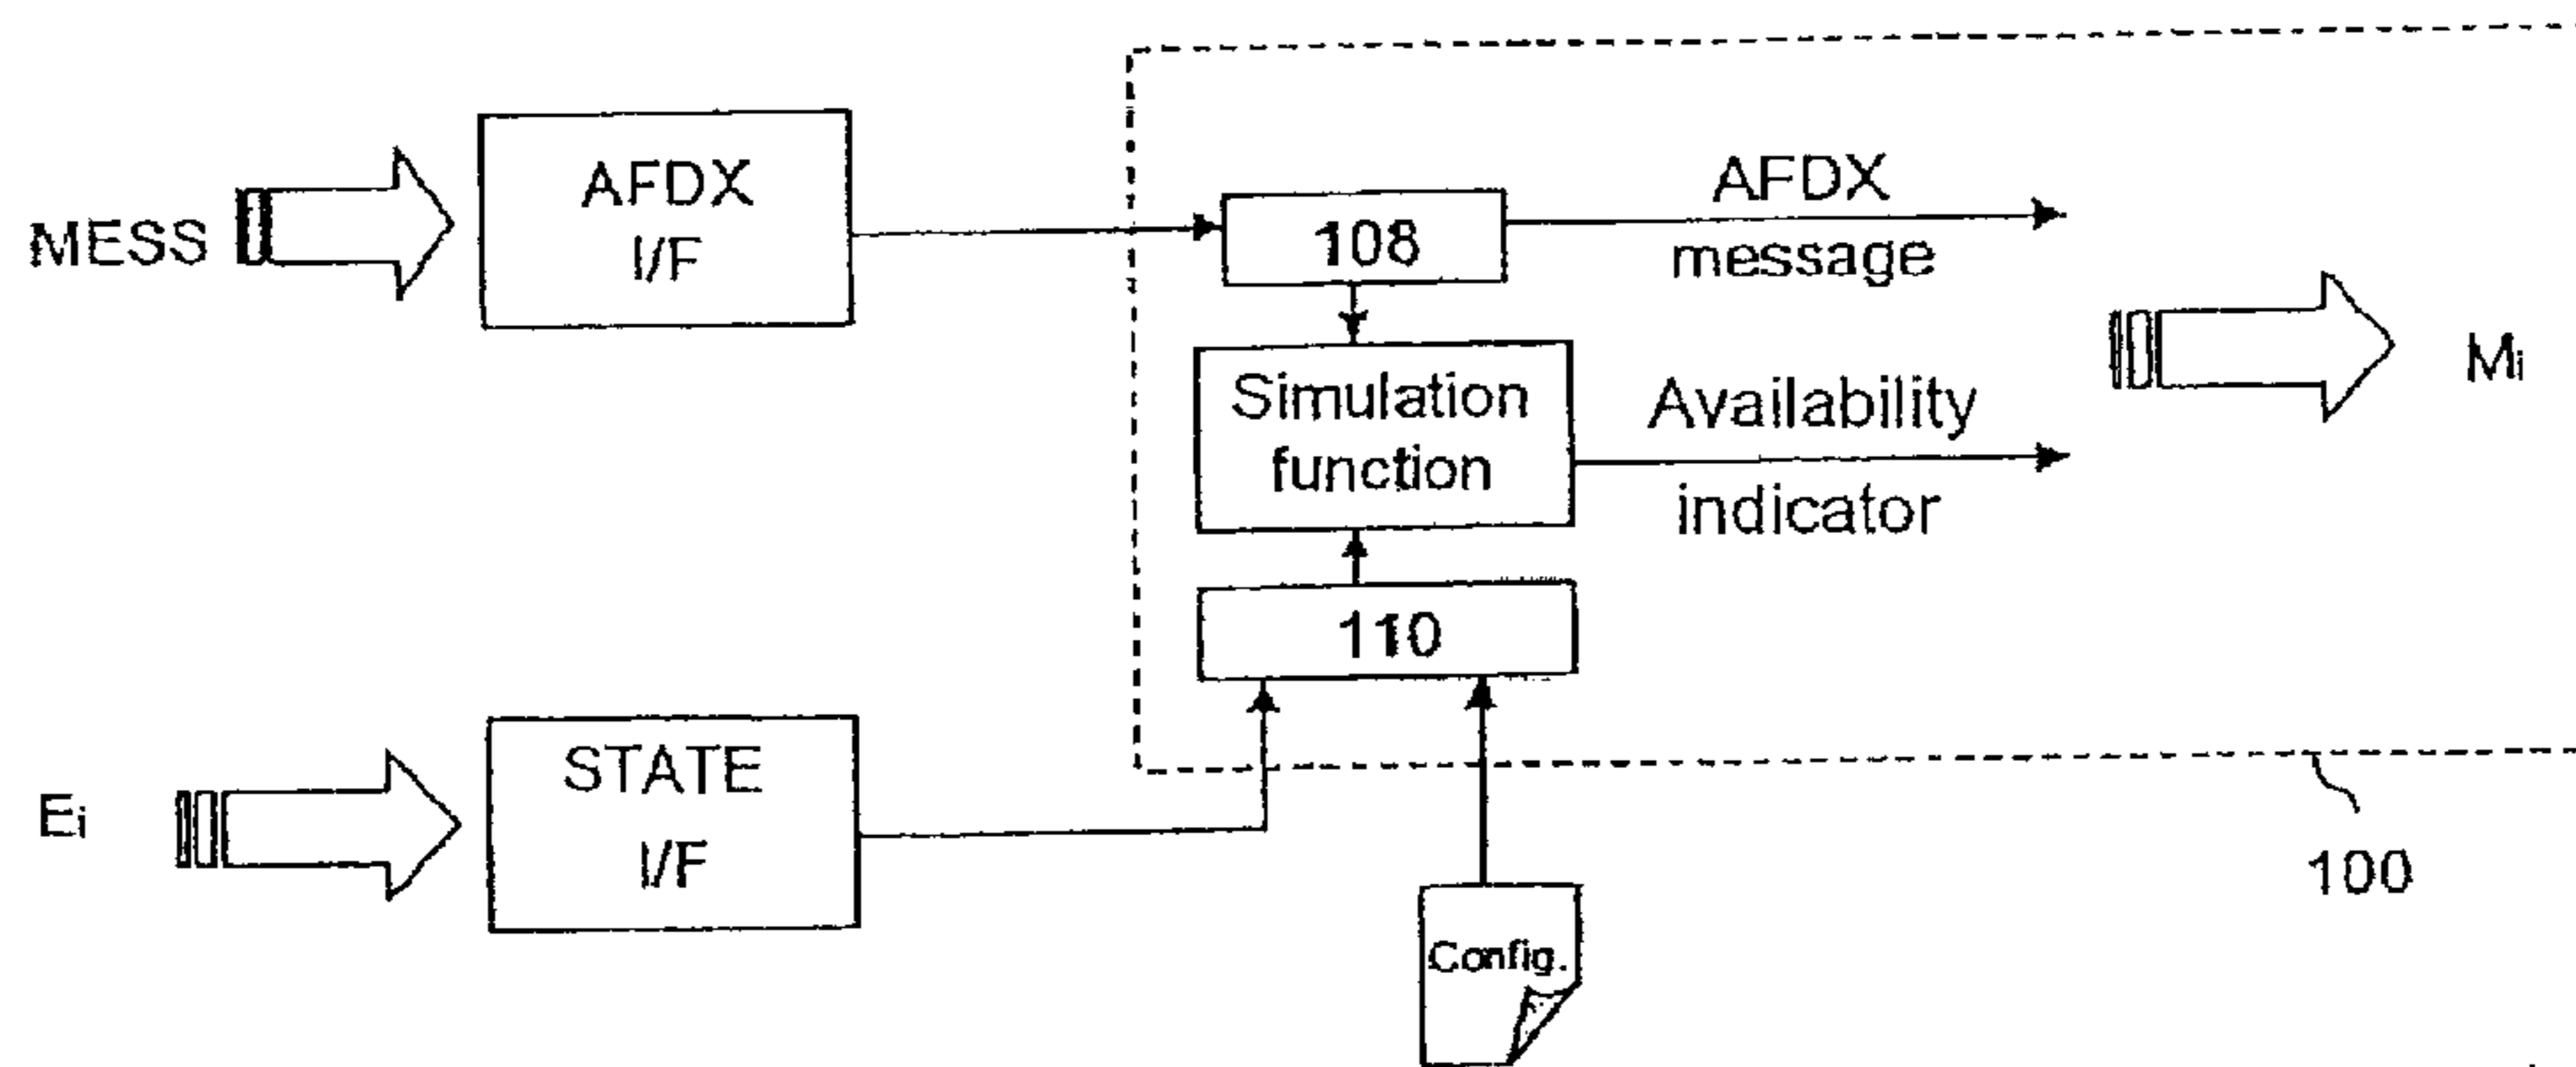 MESS
AFDX
I/F
108
AFDX
message
Simulation
function
Availability
indicator
Mi
110
Ei
STATE
I/F
Config.
100